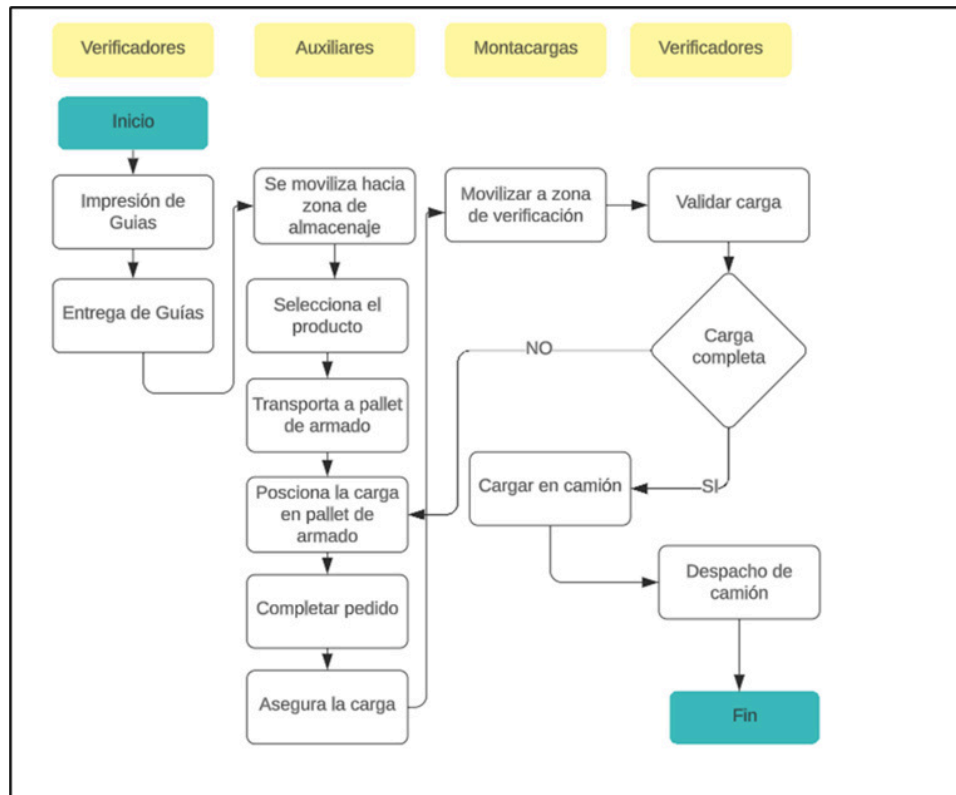 Verificadores
Auxiliares
Montacargas
Verificadores
Inicio
Impresión de
Guias
Entrega de Guías
Se moviliza hacia
zona de
almacenaje
Selecciona el
producto
Transporta a pallet
de armado
Posciona la carga
en pallet de
armado
Completar pedido
Asegura la carga
Movilizar a zona
de verificación
Validar carga
Carga
completa
NO
SI
Cargar en camión
Despacho de
camión
Fin